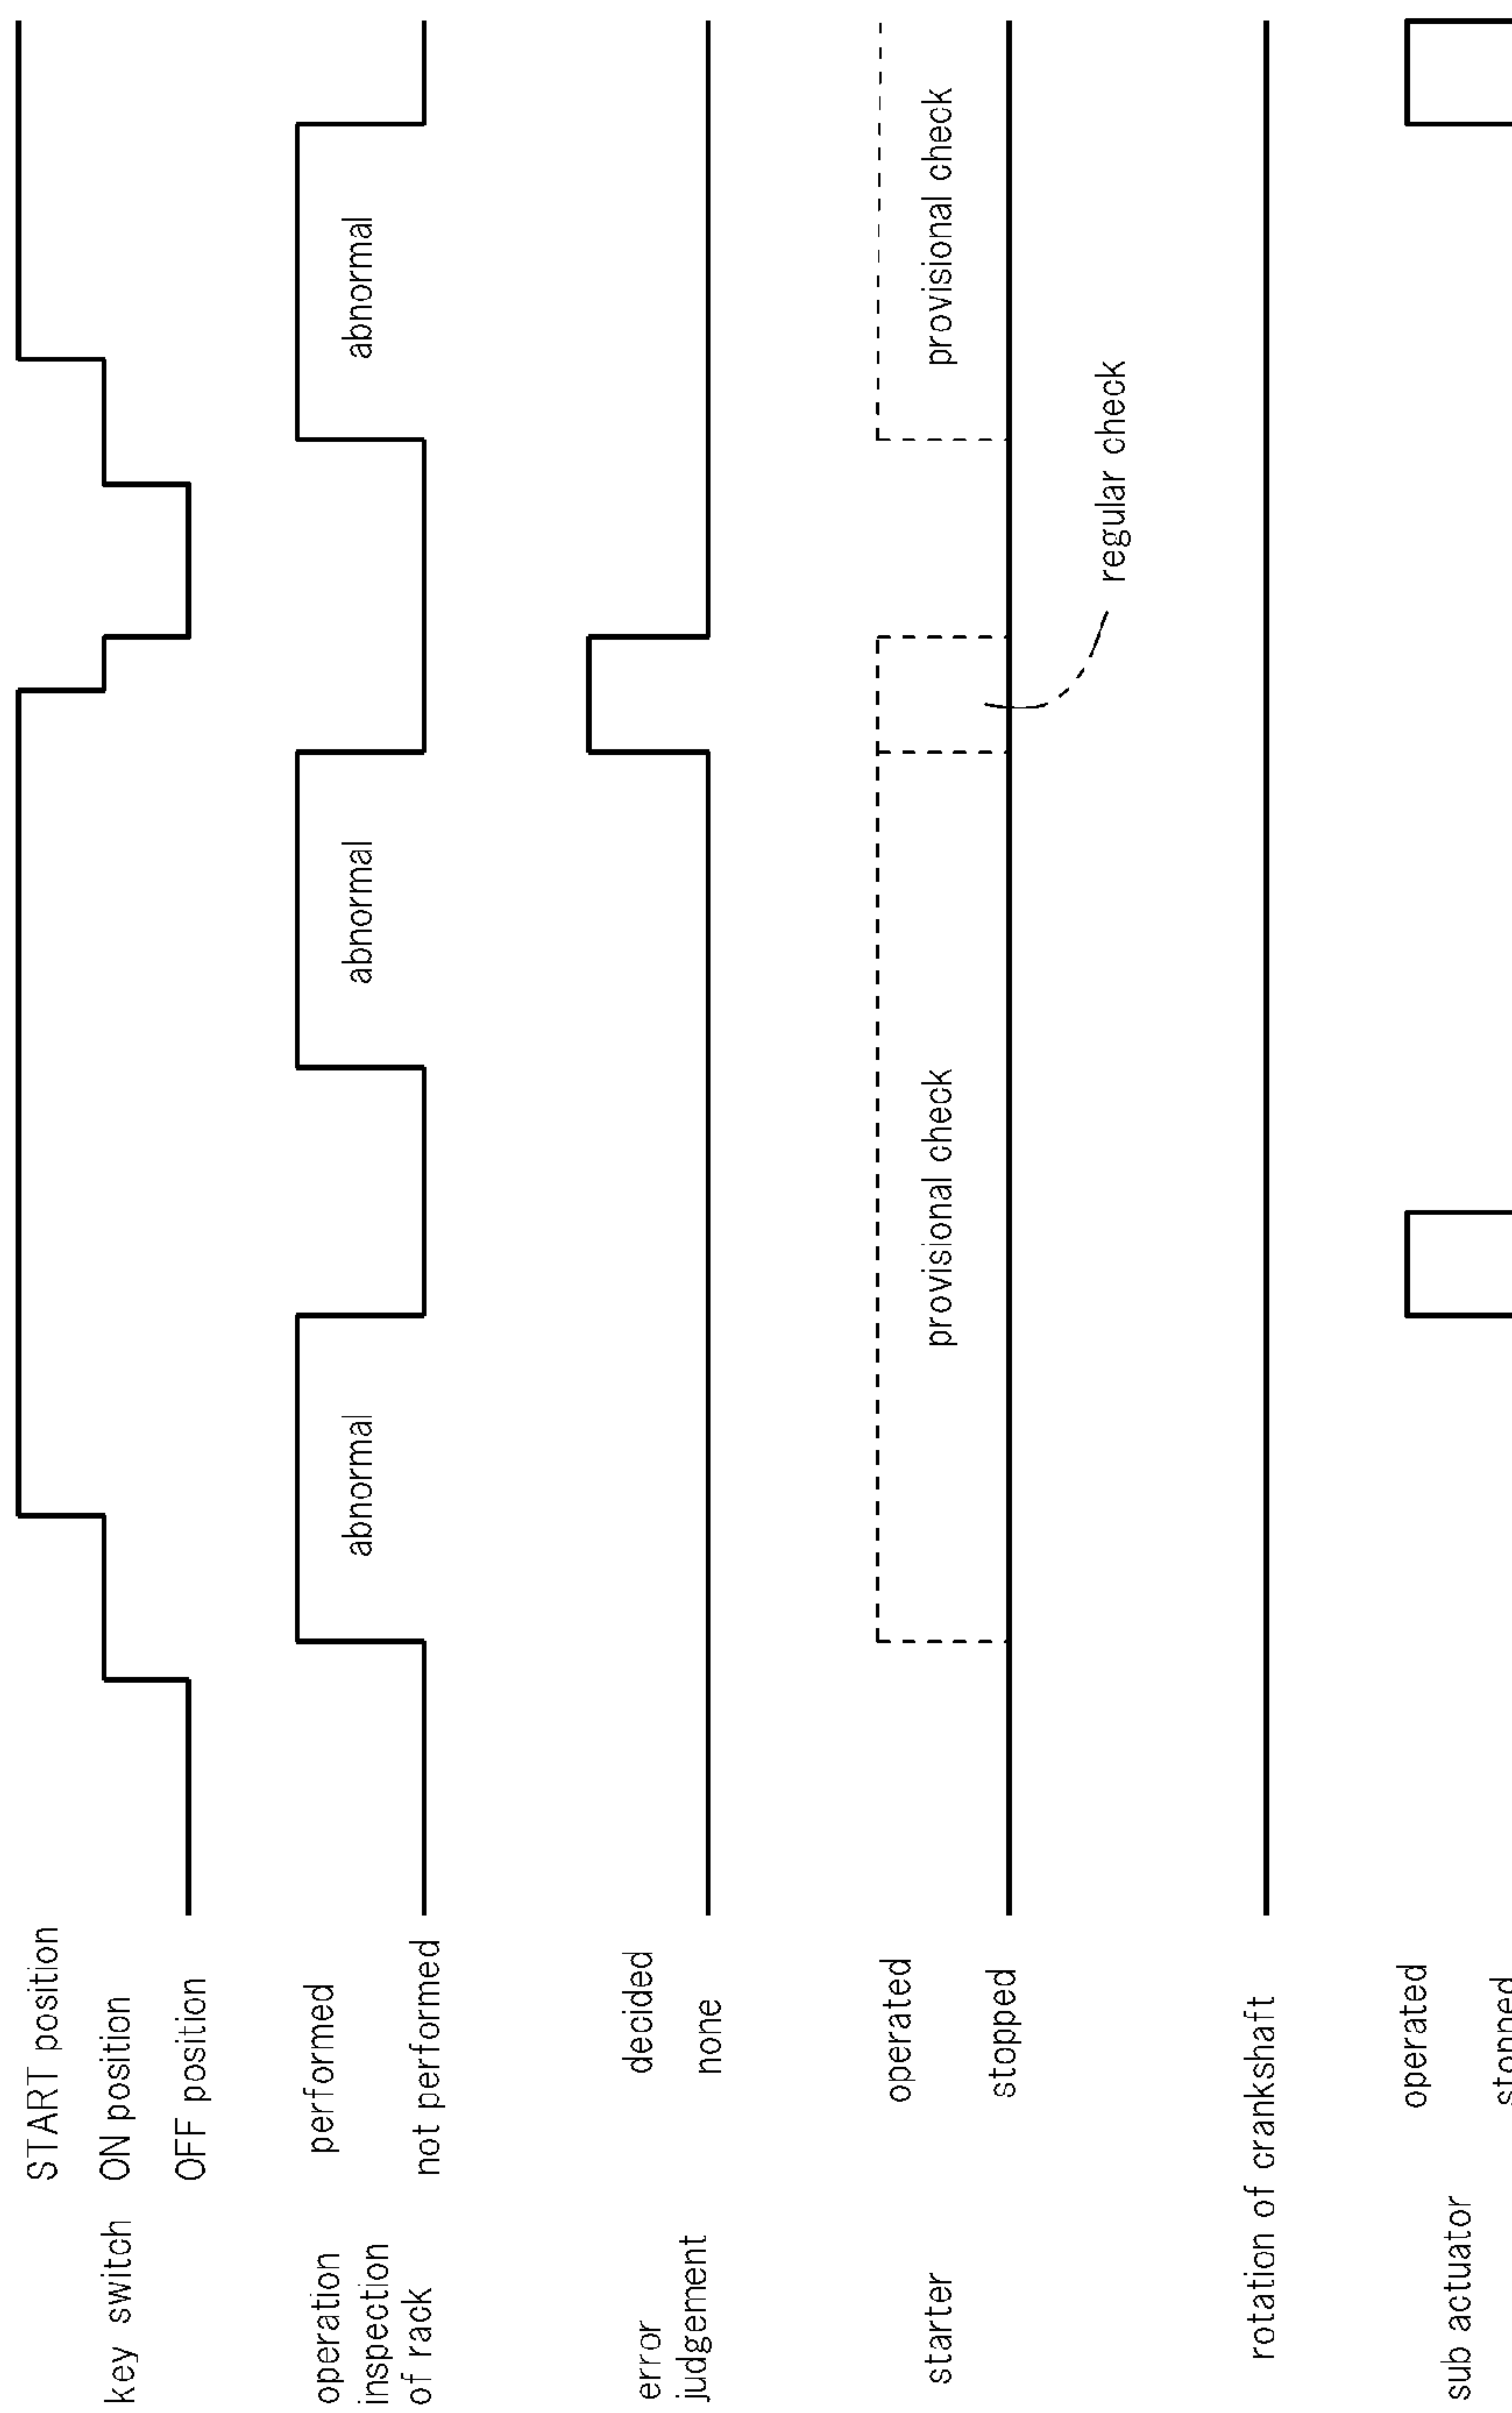 START position
key switch ON position
OFF position
operation
inspection
of rack
performed
not performed
abnormal
abnormal
abnormal
error
judgement
decided
none
starter
operated
stopped
provisional check
provisional check
regular check
rotation of crankshaft
sub actuator
operated
stopped